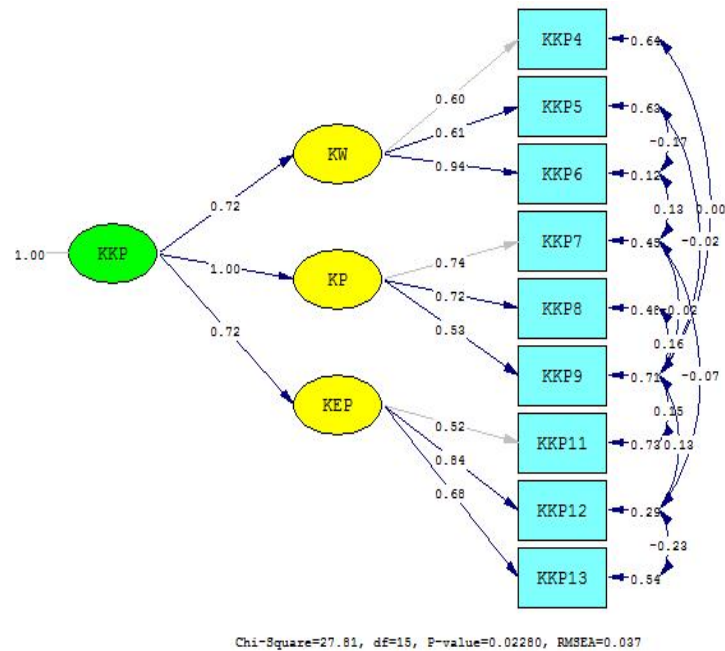 KKP4
0.64
0.60
KKP5
0.63
0.61
-0.17
KW
KKP6
0.12
0.94
0.72
0.13
0.00
1.00
KKP
KKP7
0.45
-0.02
1.00
KP
0.74
0.72
KKP8
0.48
-0.02
0.72
0.53
0.16
KKP9
0.71
-0.07
KEP
0.52
0.15
KKP11
0.73
0.13
0.84
0.68
KKP12
0.29
-0.23
KKP13
0.54
Chi-Square=27.81, df=15, P-value=0.02280, RMSEA=0.037